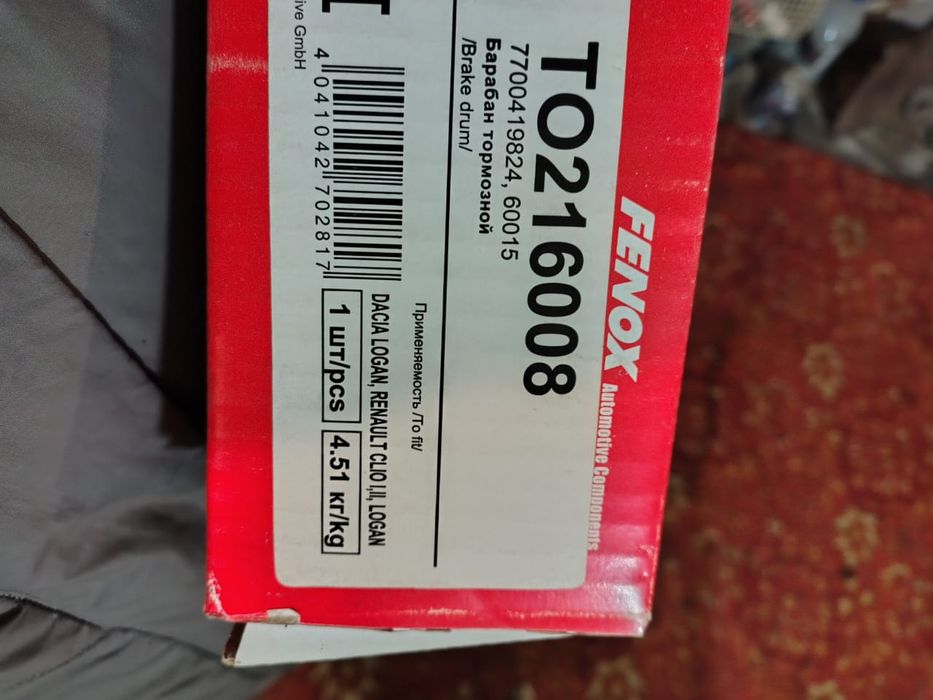 FENOX
Automotive Components
TO216008
7700419824, 60015
Барабан тормозной
/Brake drum/
Применяемость /To fit/
DACIA LOGAN, RENAULT CLIO I,II, LOGAN
1 шт/pcs
4.51 кг/kg
4 041042 702817
ive GmbH